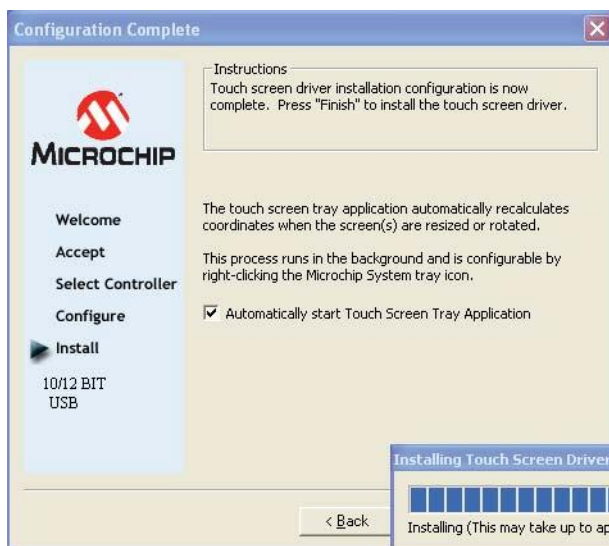 Configuration Complete
MICROCHIP
Welcome
Accept
Select Controller
Configure
Install
10/12 BIT
USB
Instructions
Touch screen driver installation configuration is now
complete. Press "Finish" to install the touch screen driver.
The touch screen tray application automatically recalculates
coordinates when the screen(s) are resized or rotated.
This process runs in the background and is configurable by
right-clicking the Microchip System tray icon.
Automatically start Touch Screen Tray Application
< Back
Installing Touch Screen Driver
Installing (This may take up to